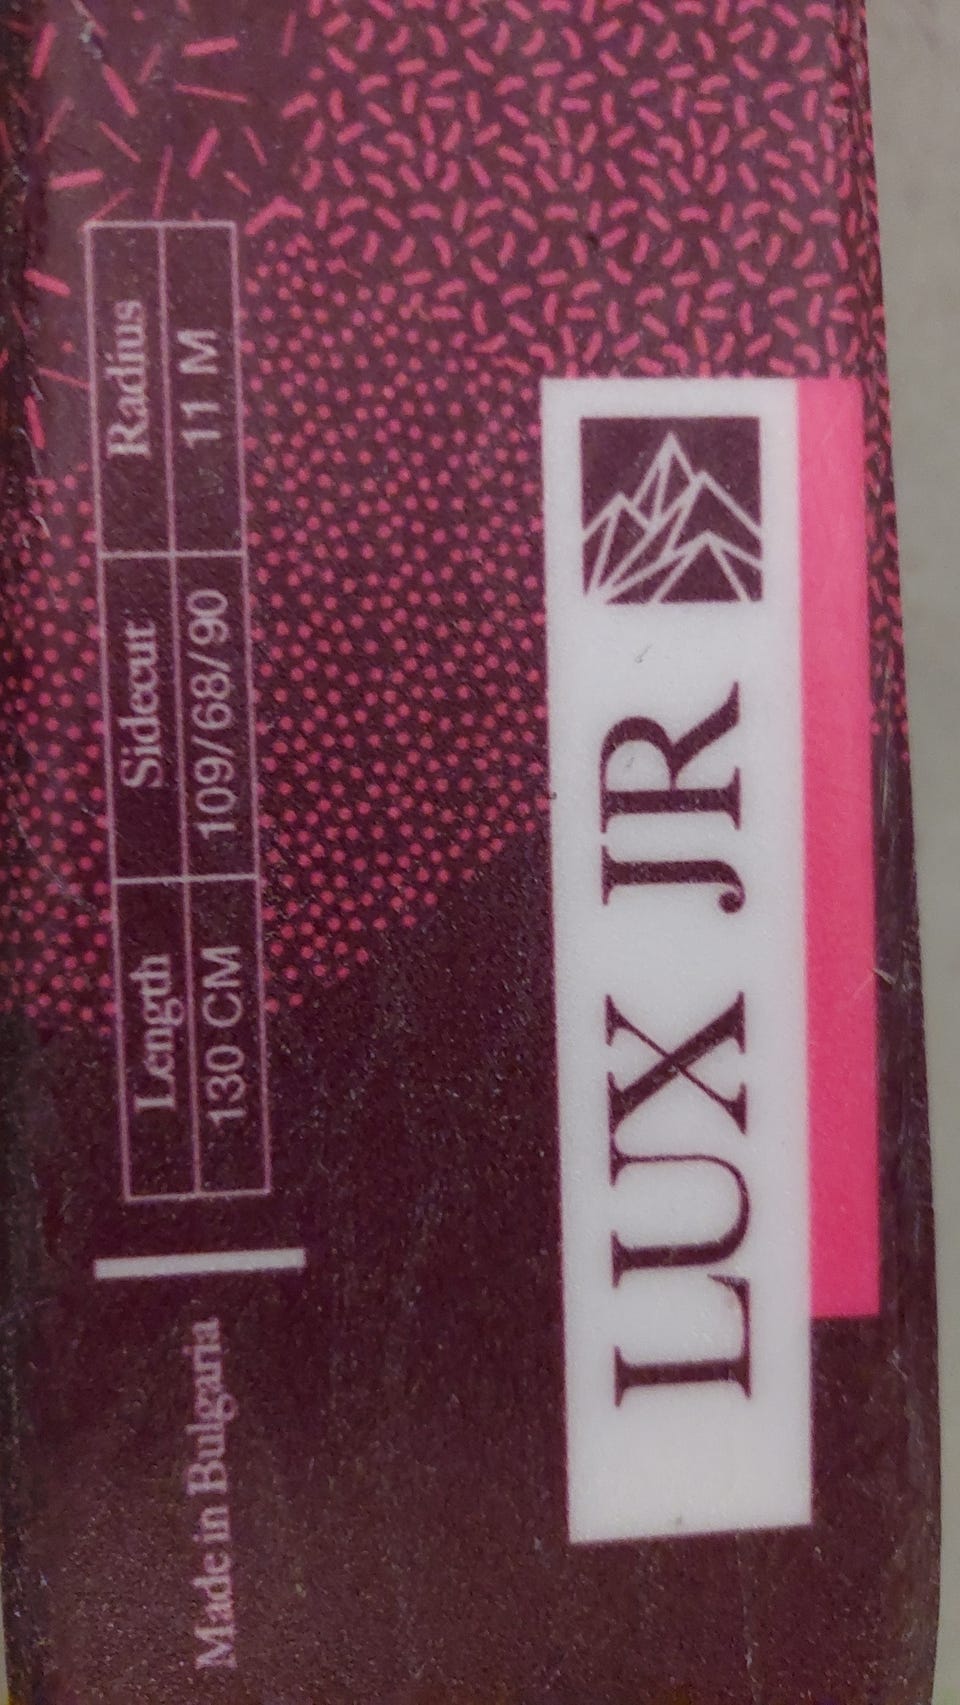 Length Sidecut Radius
130 CM 109/68/90 11 M
Made in Bulgaria
LUX JR